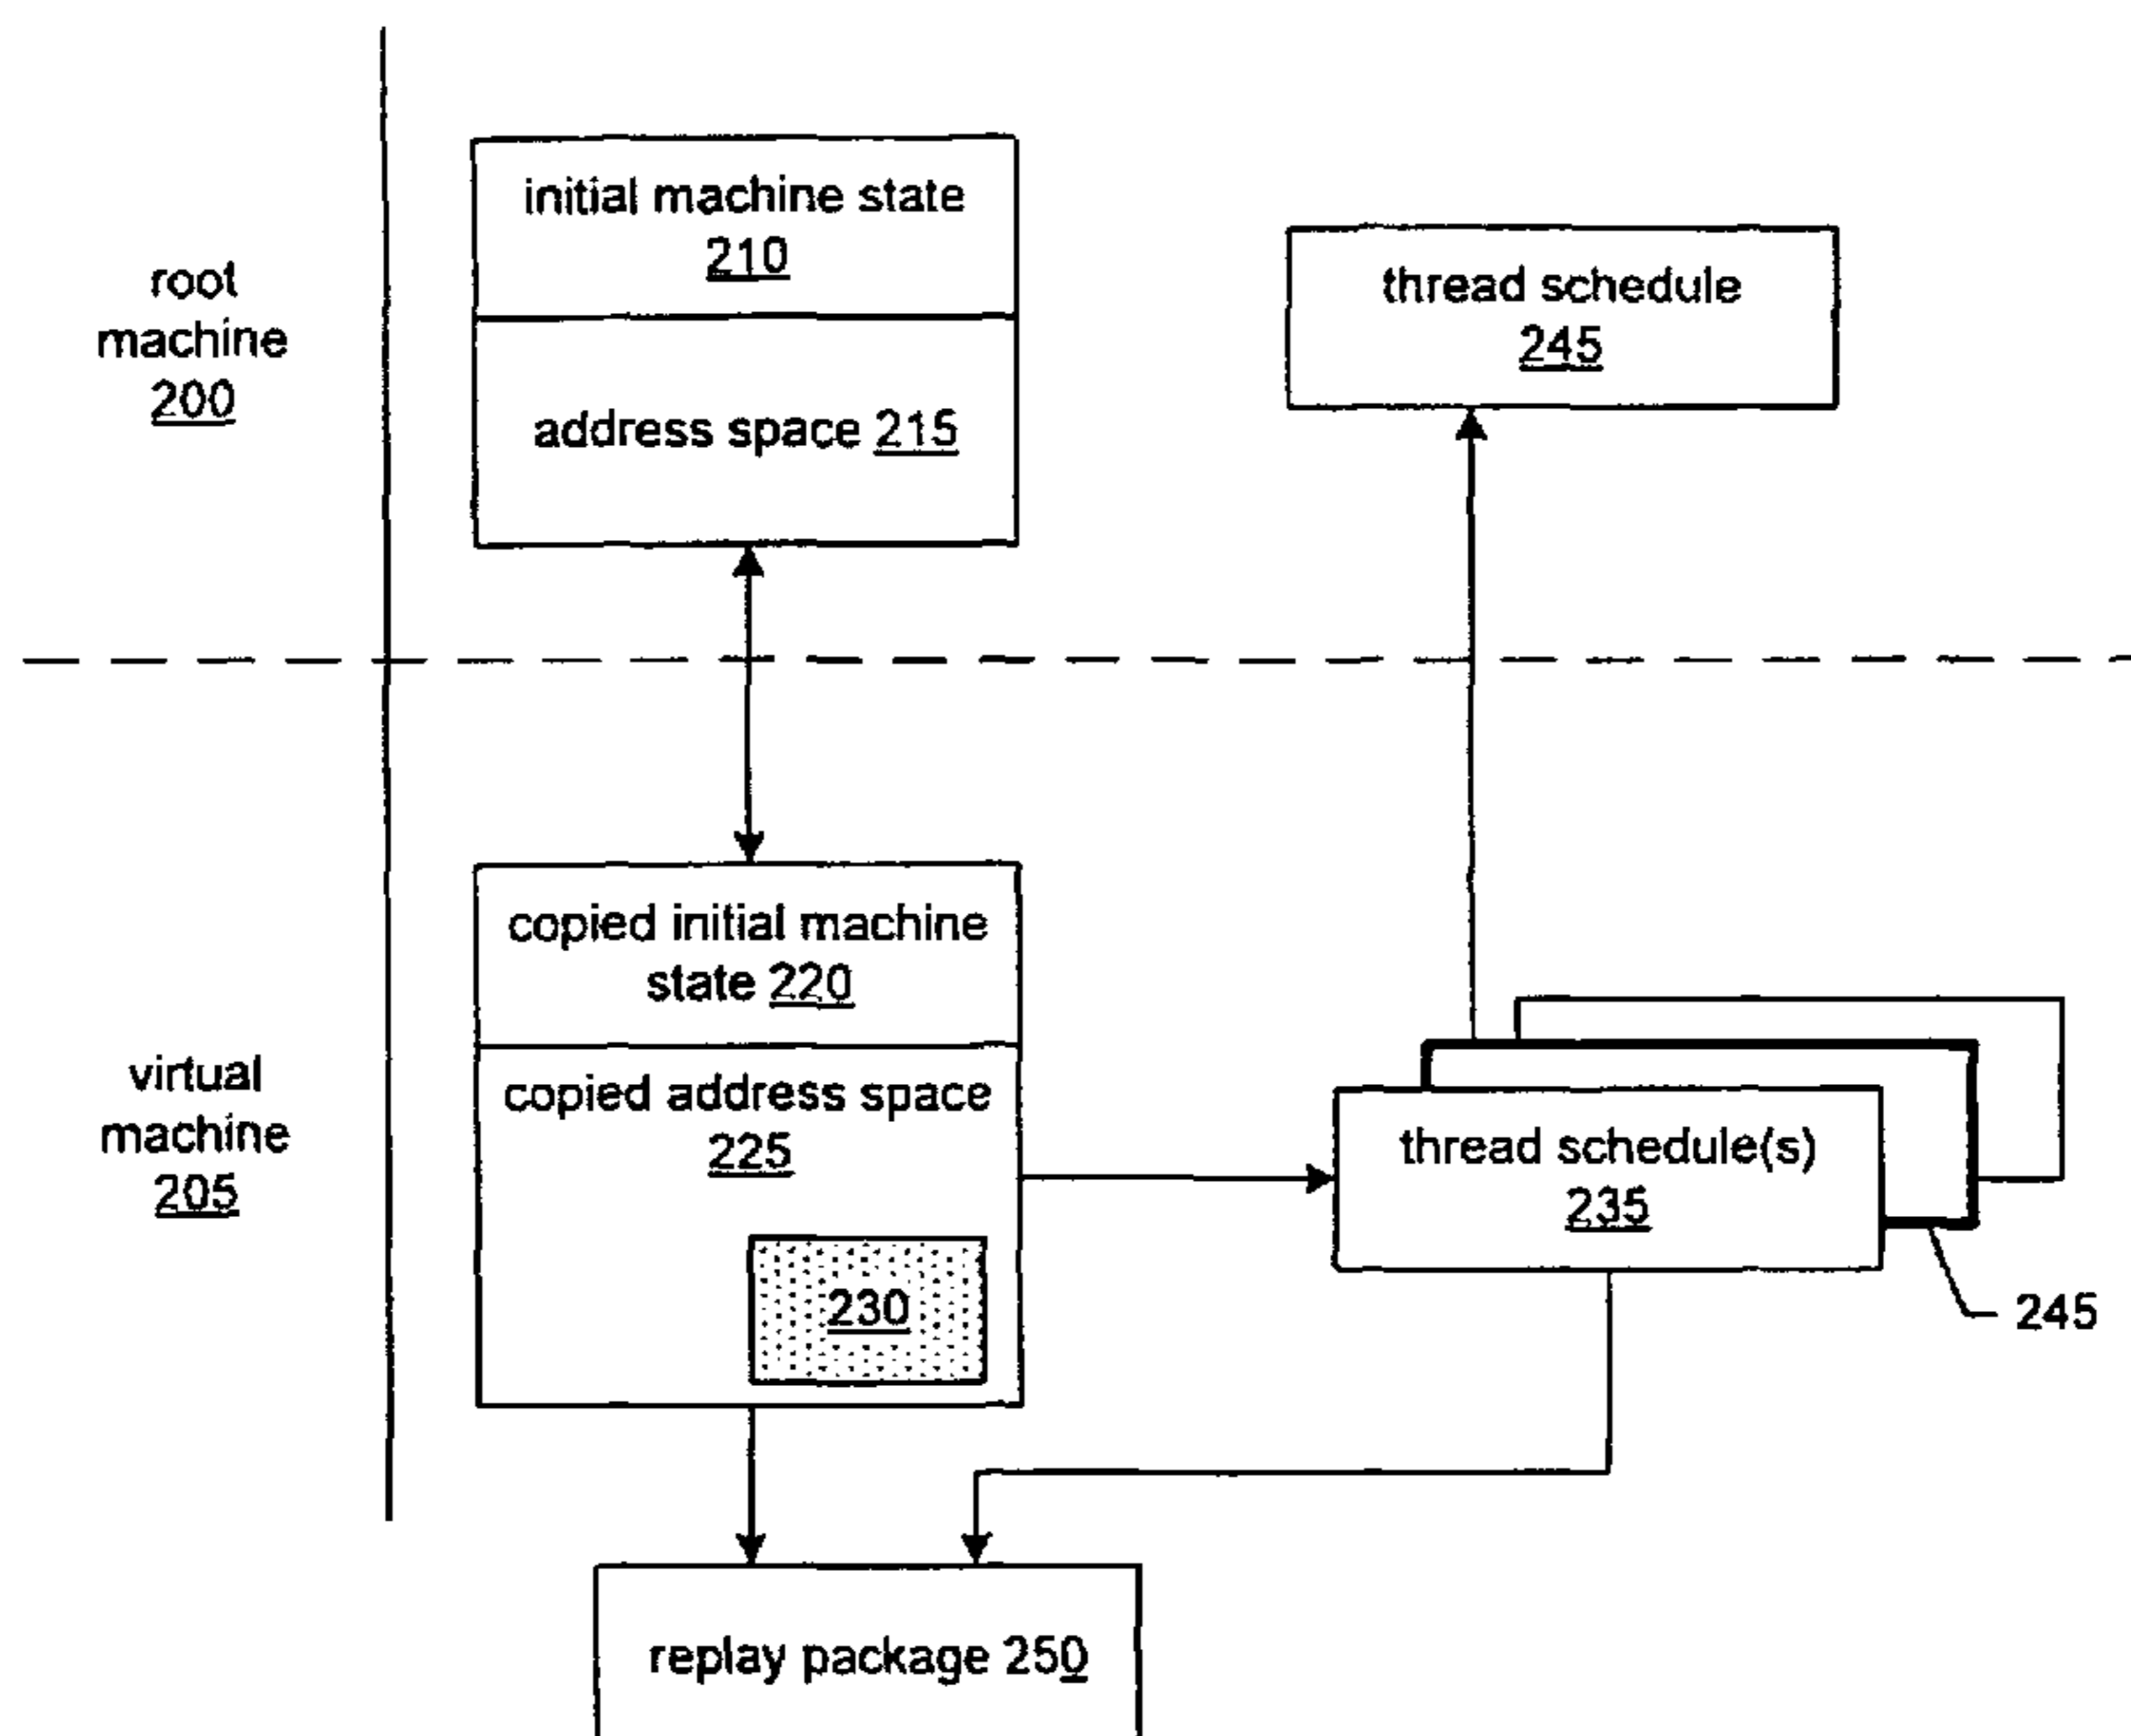 initial machine state
210
root
machine
200
address space 215
thread schedule
245
copied initial machine
state 220
virtual
machine
205
copied address space
225
230
thread schedule(s)
235
245
replay package 250